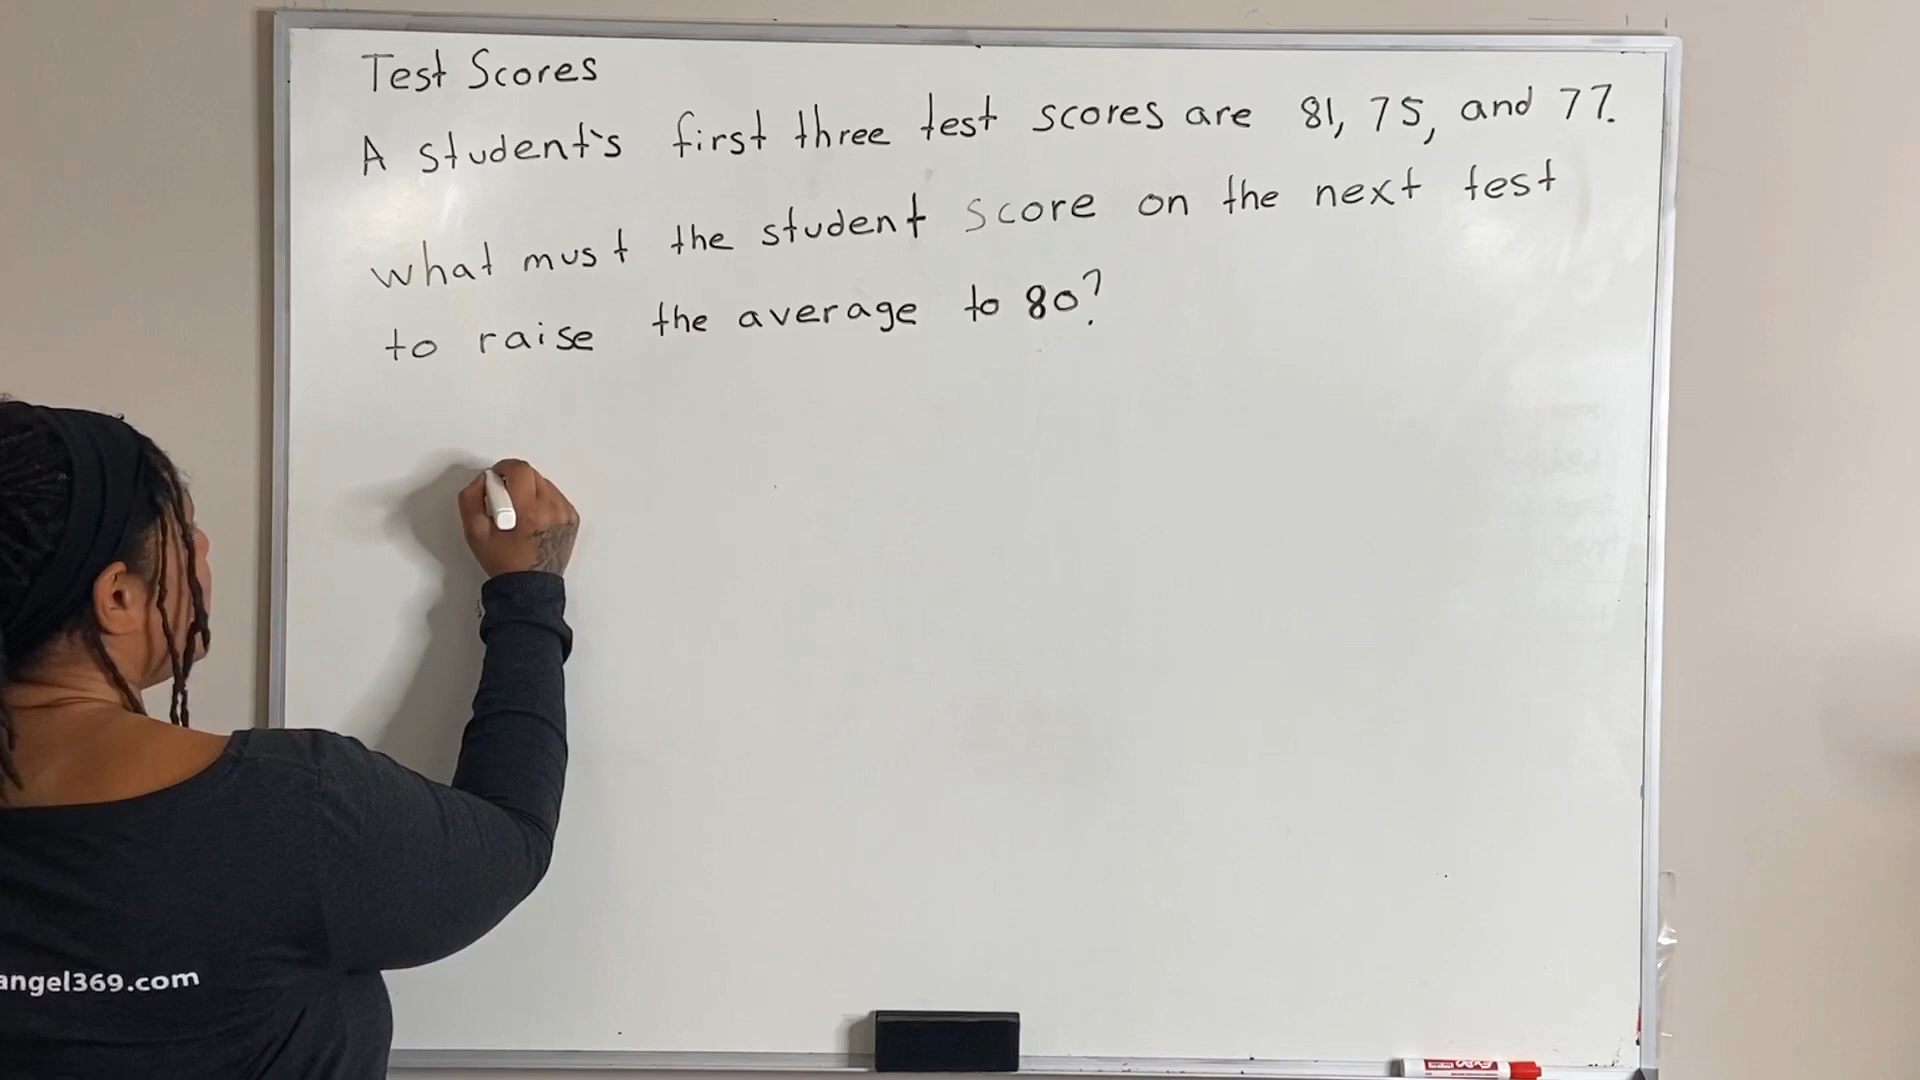 Test Scores
A student's first three test scores are 81, 75, and 77.
what must the student score on the next test
to raise the average to 80?
angel369.com